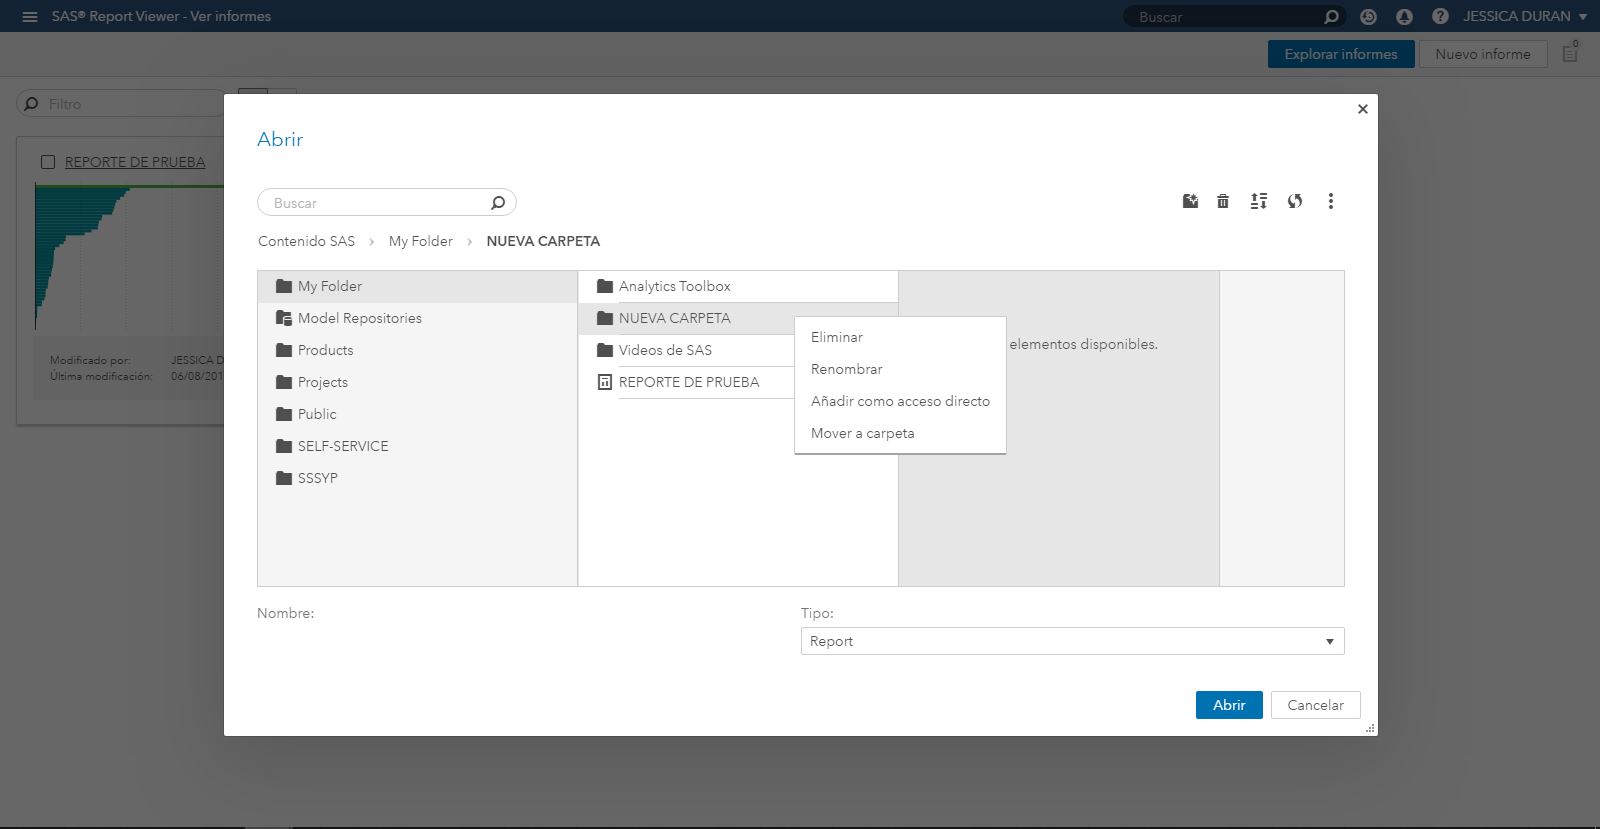 SAS® Report Viewer - Ver informes
Buscar
JESSICA DURAN
Explorar informes
Nuevo informe
0
Filtro
REPORTE DE PRUEBA
Modificado por: JESSICA D
Última modificación: 06/08/201
Abrir
Buscar
Contenido SAS > My Folder > NUEVA CARPETA
My Folder
Model Repositories
Products
Projects
Public
SELF-SERVICE
SSSYP
Analytics Toolbox
NUEVA CARPETA
Videos de SAS
REPORTE DE PRUEBA
Eliminar
Renombrar
Añadir como acceso directo
Mover a carpeta
elementos disponibles.
Nombre:
Tipo:
Report
Abrir
Cancelar